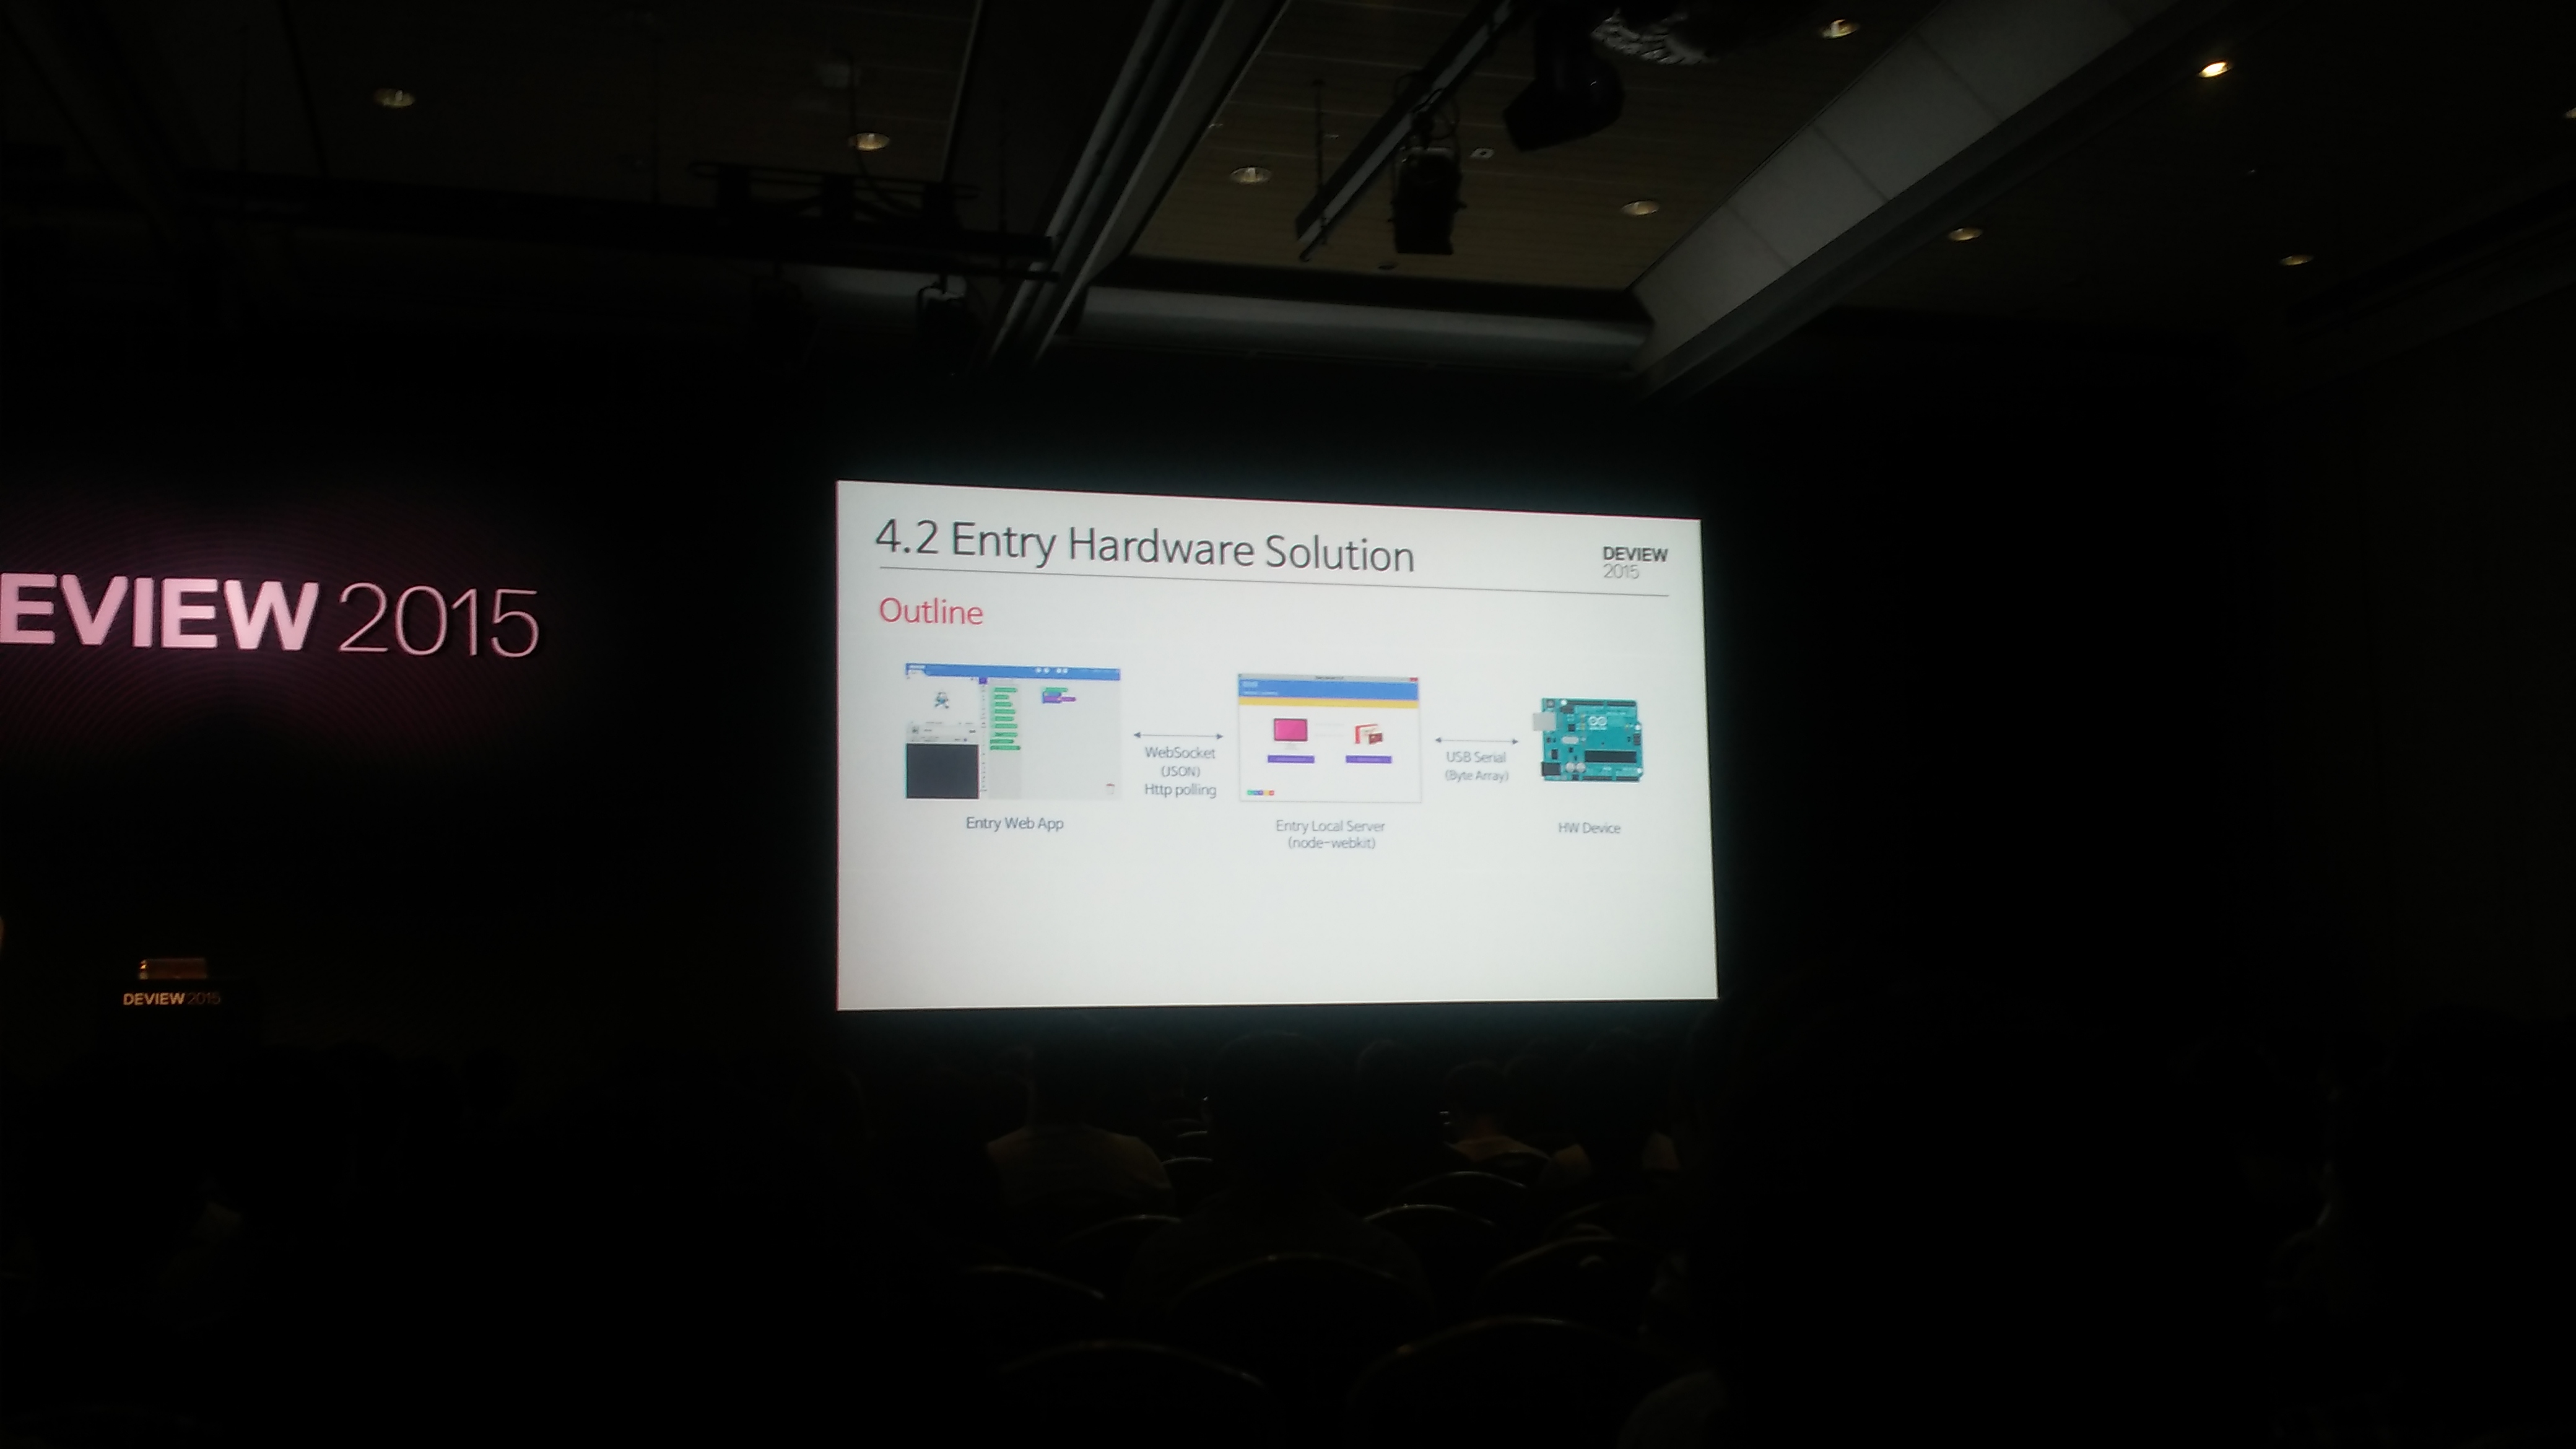 EVIEW 2015
4.2 Entry Hardware Solution
DEVIEW
2015
Outline
WebSocket
(JSON)
Http polling
USB Serial
(Byte Array)
Entry Web App
Entry Local Server
(node-webkit)
HW Device
DEVIEW 2015